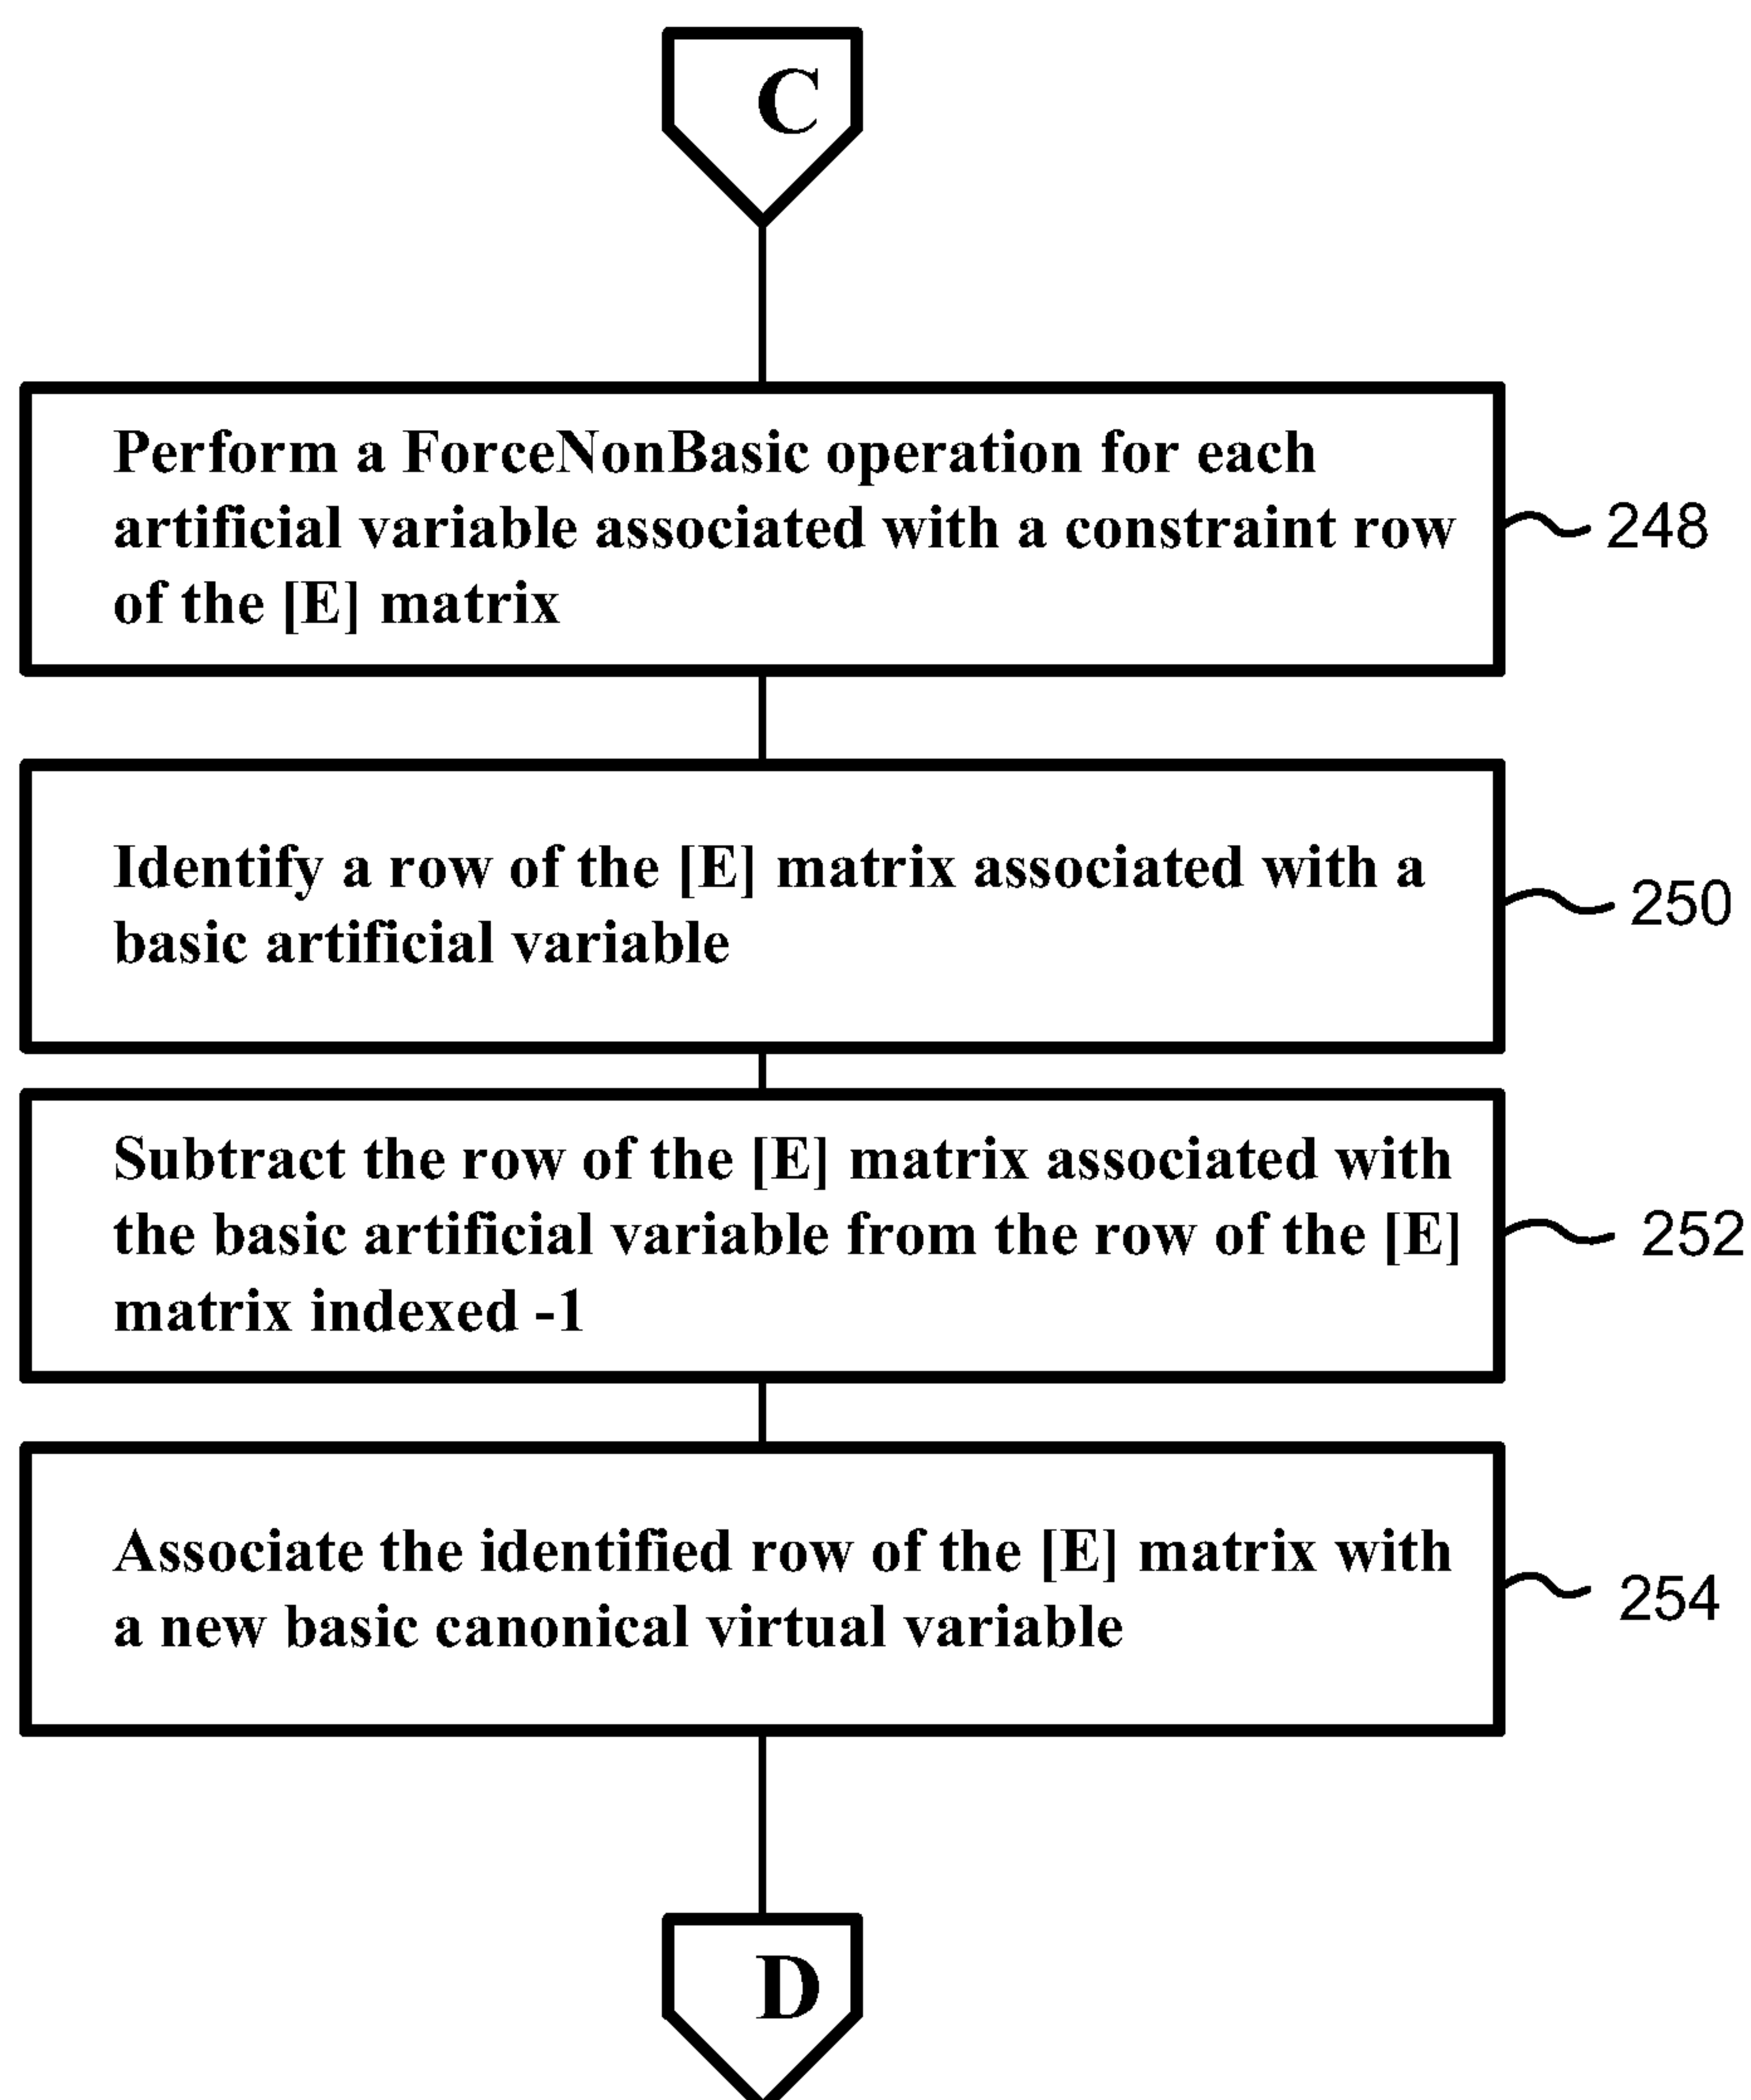 C
Perform a ForceNonBasic operation for each
artificial variable associated with a constraint row
of the [E] matrix
248
Identify a row of the [E] matrix associated with a
basic artificial variable
250
Subtract the row of the [E] matrix associated with
the basic artificial variable from the row of the [E]
matrix indexed -1
252
Associate the identified row of the [E] matrix with
a new basic canonical virtual variable
254
D